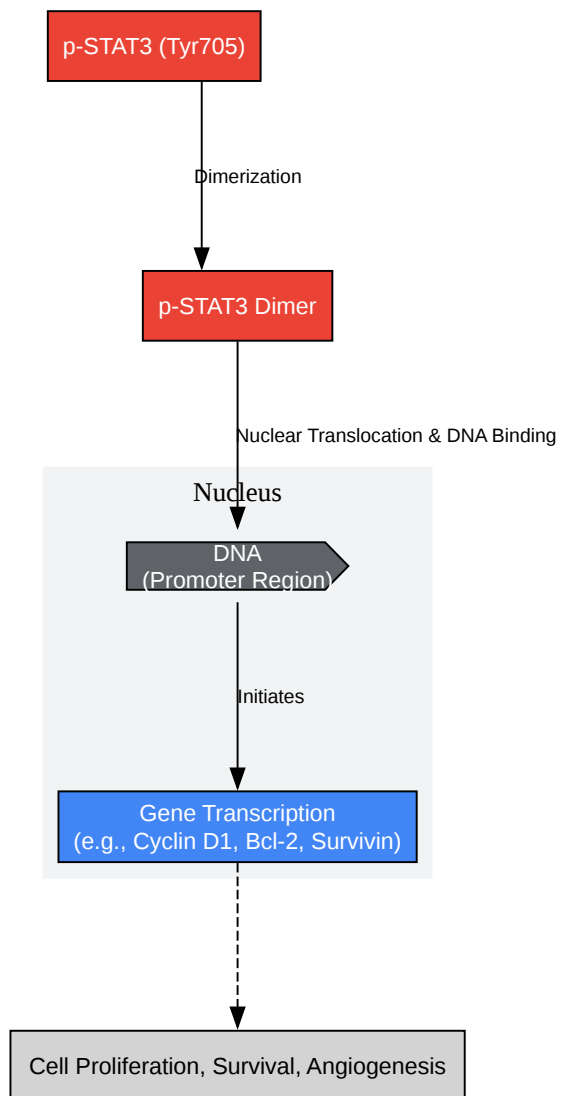 p-STAT3 (Tyr705)
Dimerization
p-STAT3 Dimer
Nuclear Translocation & DNA Binding
Nucleus
DNA
(Promoter Region)
Initiates
Gene Transcription
(e.g., Cyclin D1, Bcl-2, Survivin)
Cell Proliferation, Survival, Angiogenesis